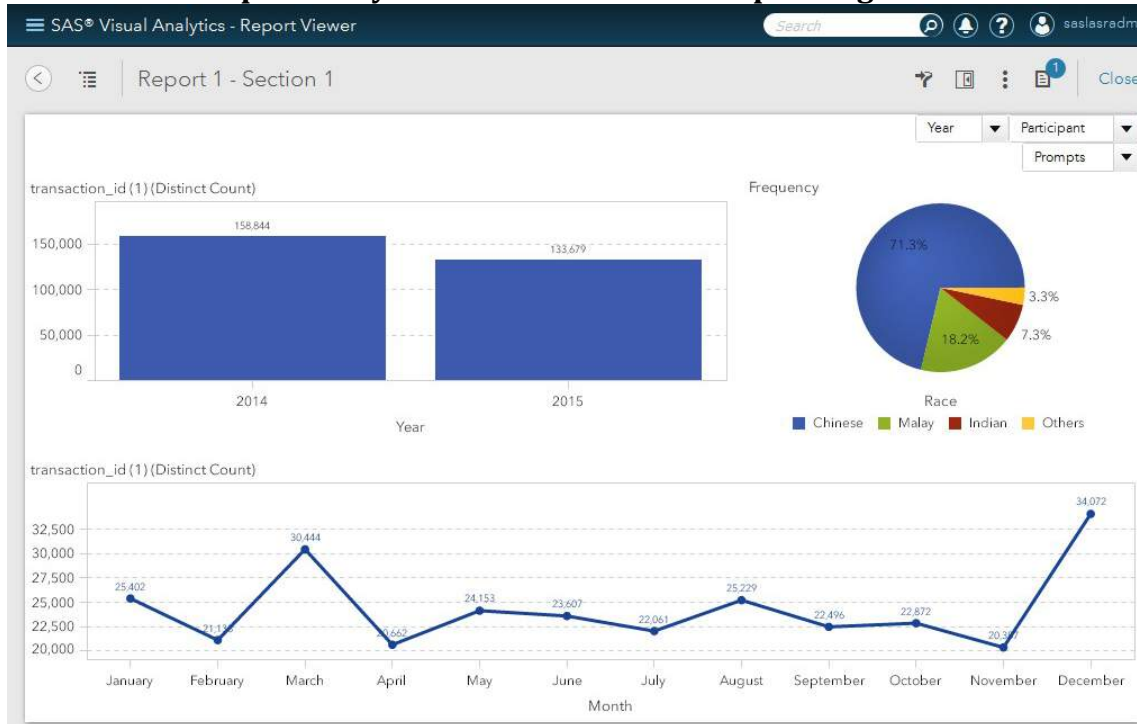 SAS® Visual Analytics - Report Viewer
Search
?
saslasradm
Report 1 - Section 1
1
Close
Year
Participant
Prompts
transaction_id (1) (Distinct Count)
150,000
100,000
50,000
0
158,844
133,679
2014
2015
Year
Frequency
71.3%
3.3%
7.3%
18.2%
Race
Chinese Malay Indian Others
transaction_id (1) (Distinct Count)
32,500
30,000
27,500
25,000
22,500
20,000
25,402
30,444
24,153
23,607
22,061
25,229
22,496
22,872
34,072
January February March April May June July August September October November December
Month